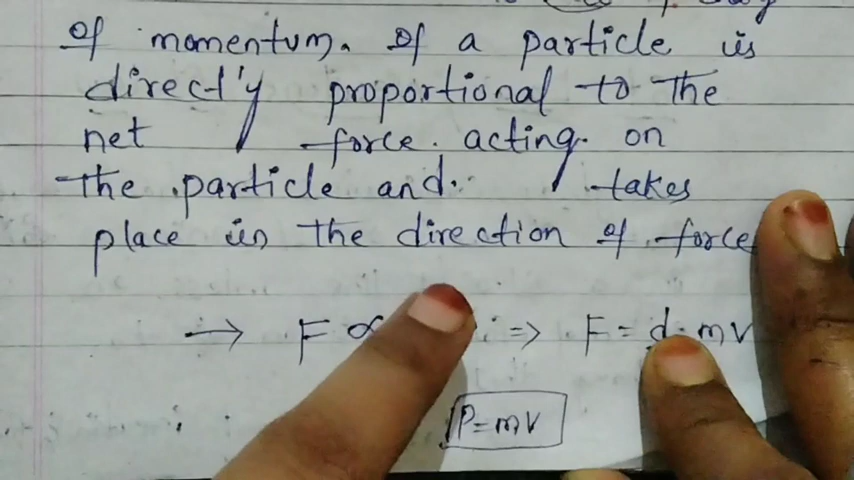 of momentum. Of a particle is
directly proportional to the
net force. acting. on
the particle and. takes
place in the direction of force
→ F ∝ ⇒ F = d. mv
P=mv